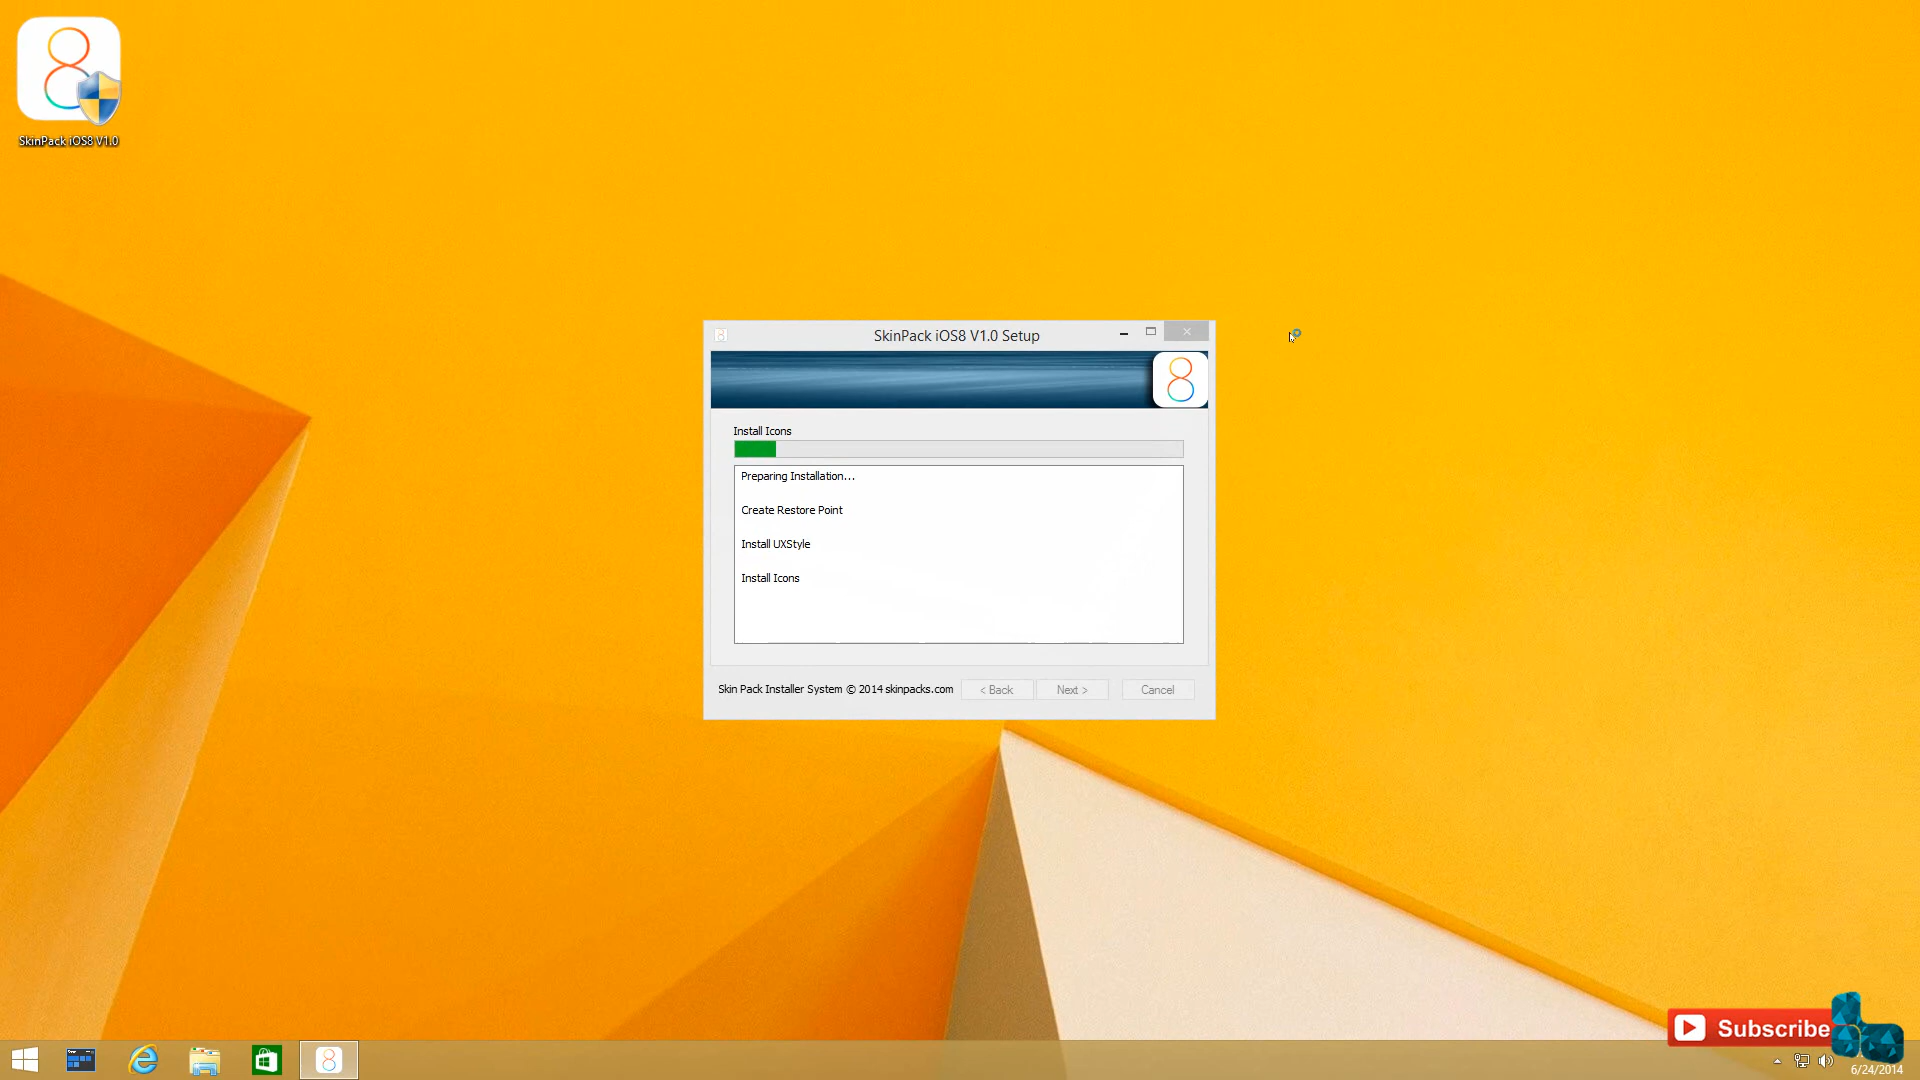 SkinPack iOS8 V1.0
SkinPack iOS8 V1.0 Setup
8
Install Icons
Preparing Installation...
Create Restore Point
Install UXStyle
Install Icons
Skin Pack Installer System © 2014 skinpacks.com
< Back
Next >
Cancel
Subscribe
6/24/2014